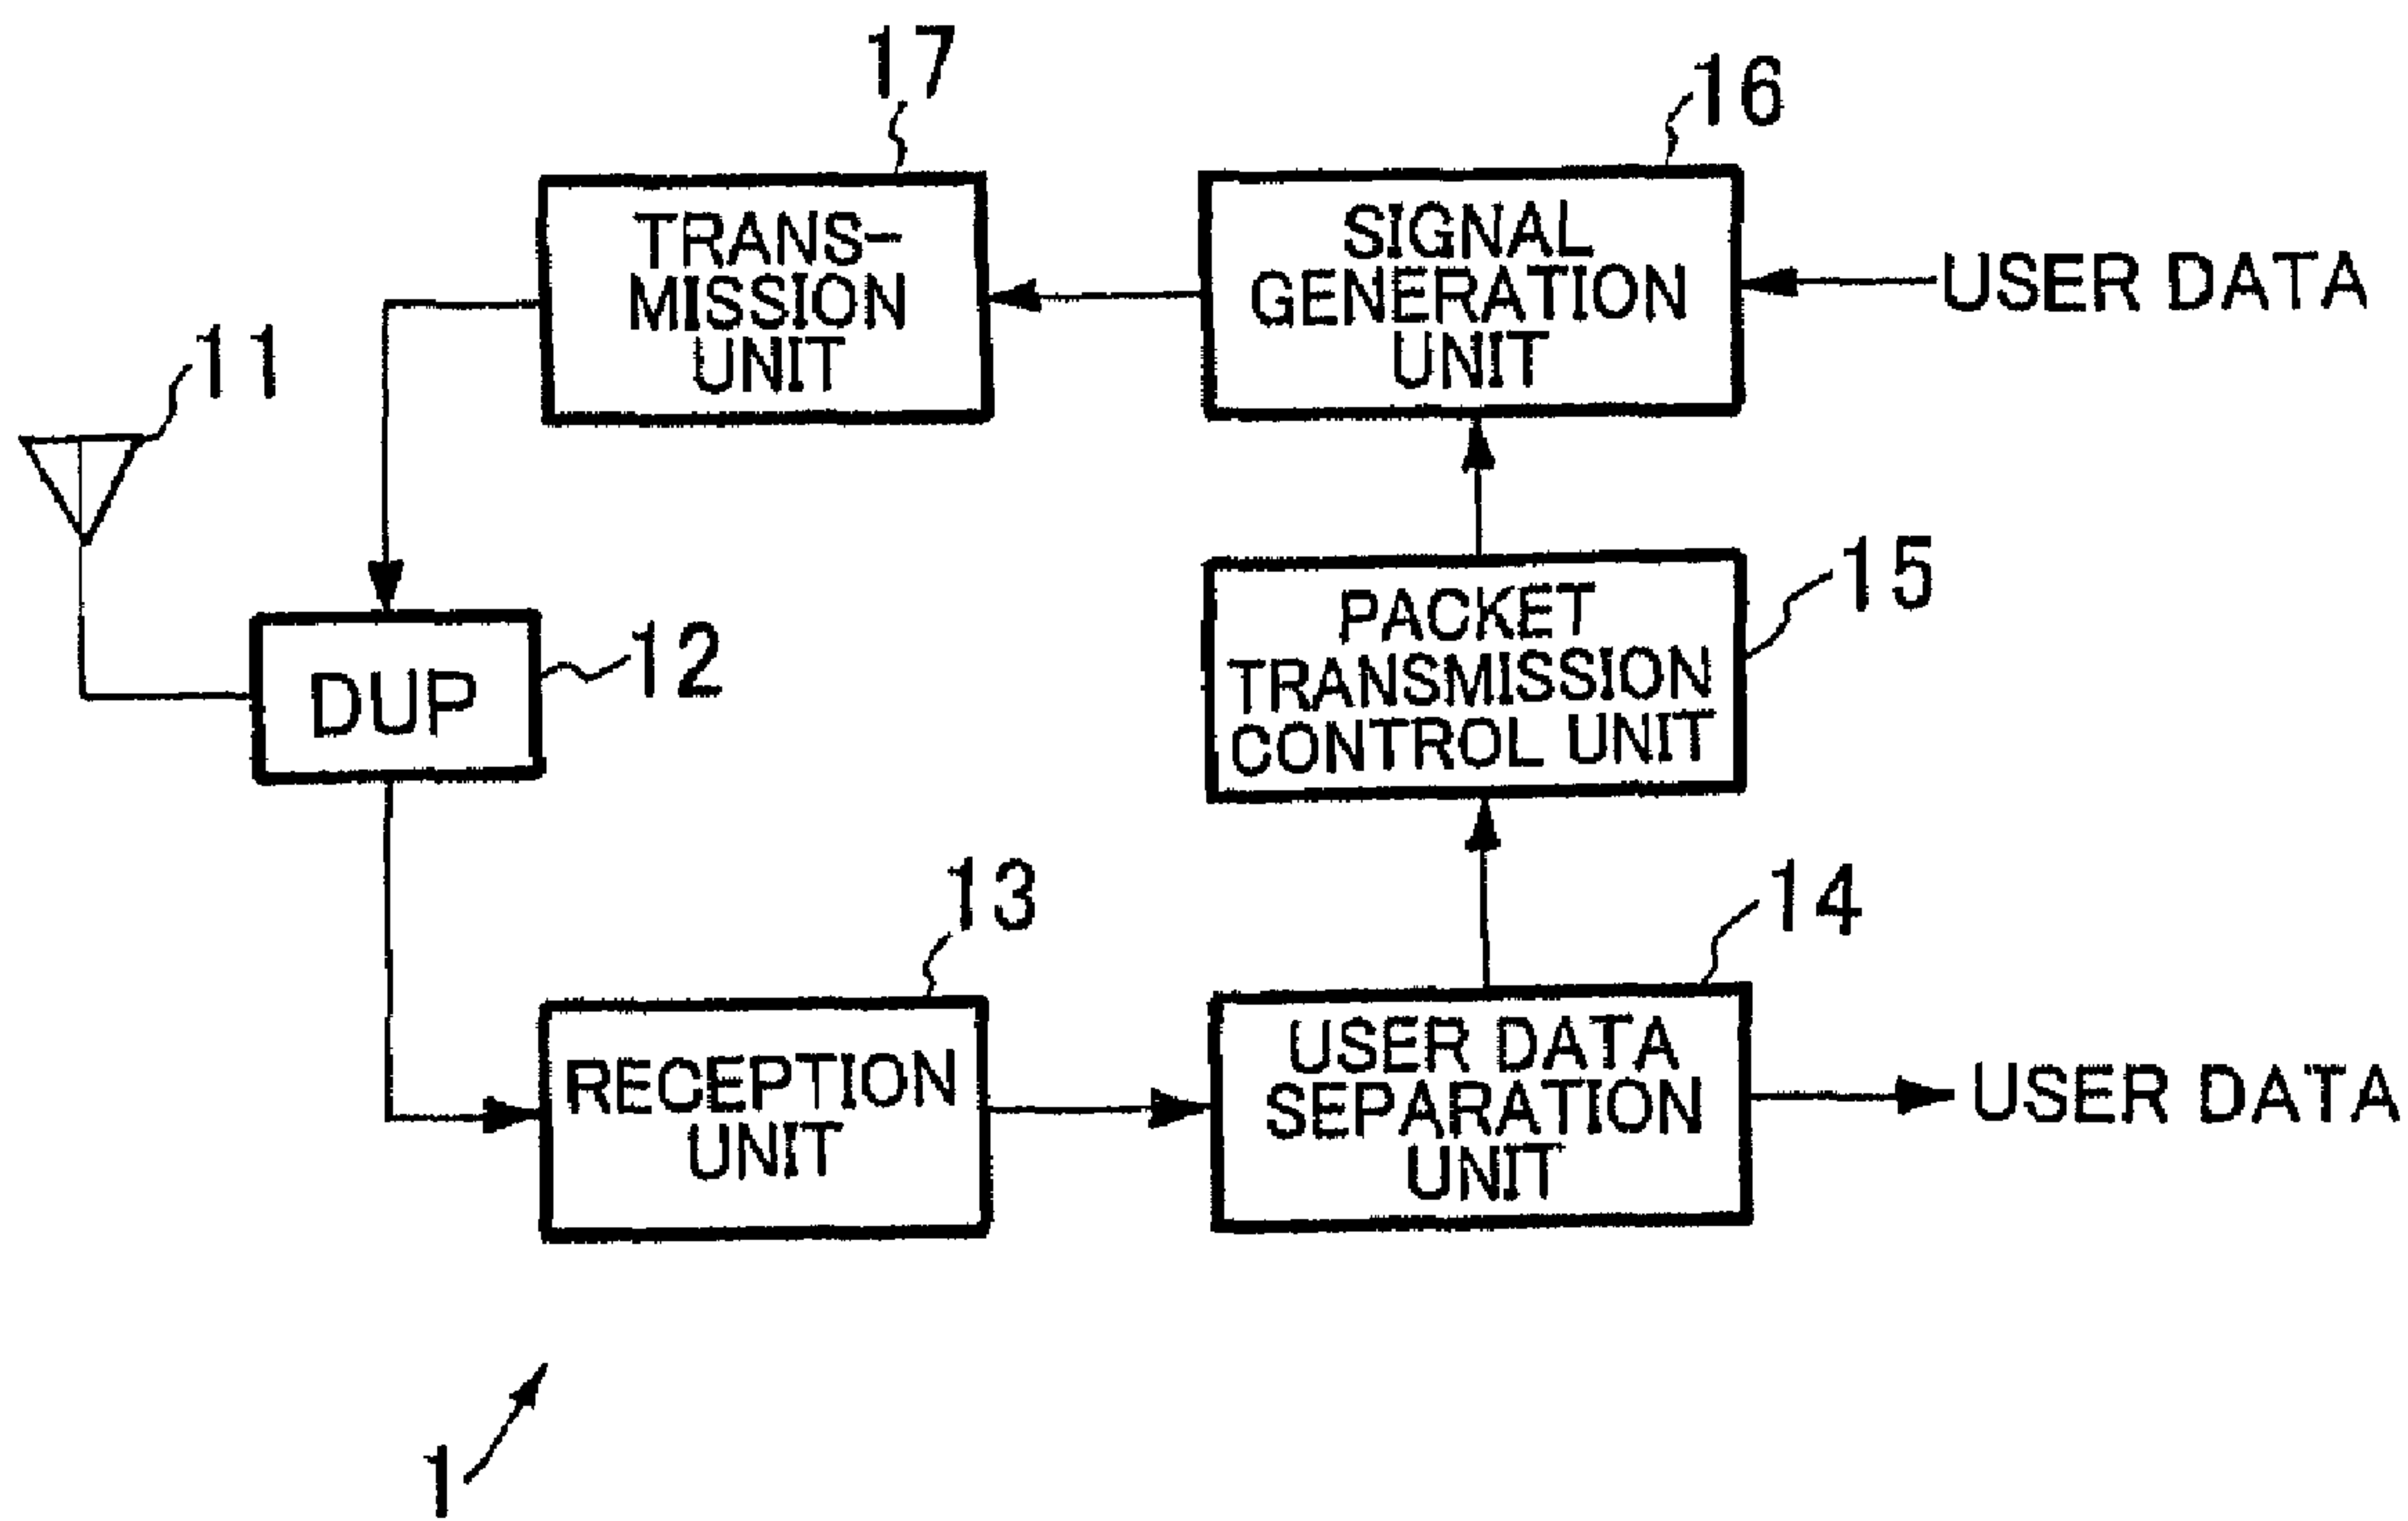 17
16
TRANS-
MISSION
UNIT
SIGNAL
GENERATION
UNIT
USER DATA
11
15
PACKET
TRANSMISSION
CONTROL UNIT
12
DUP
13
14
RECEPTION
UNIT
USER DATA
SEPARATION
UNIT
USER DATA
1